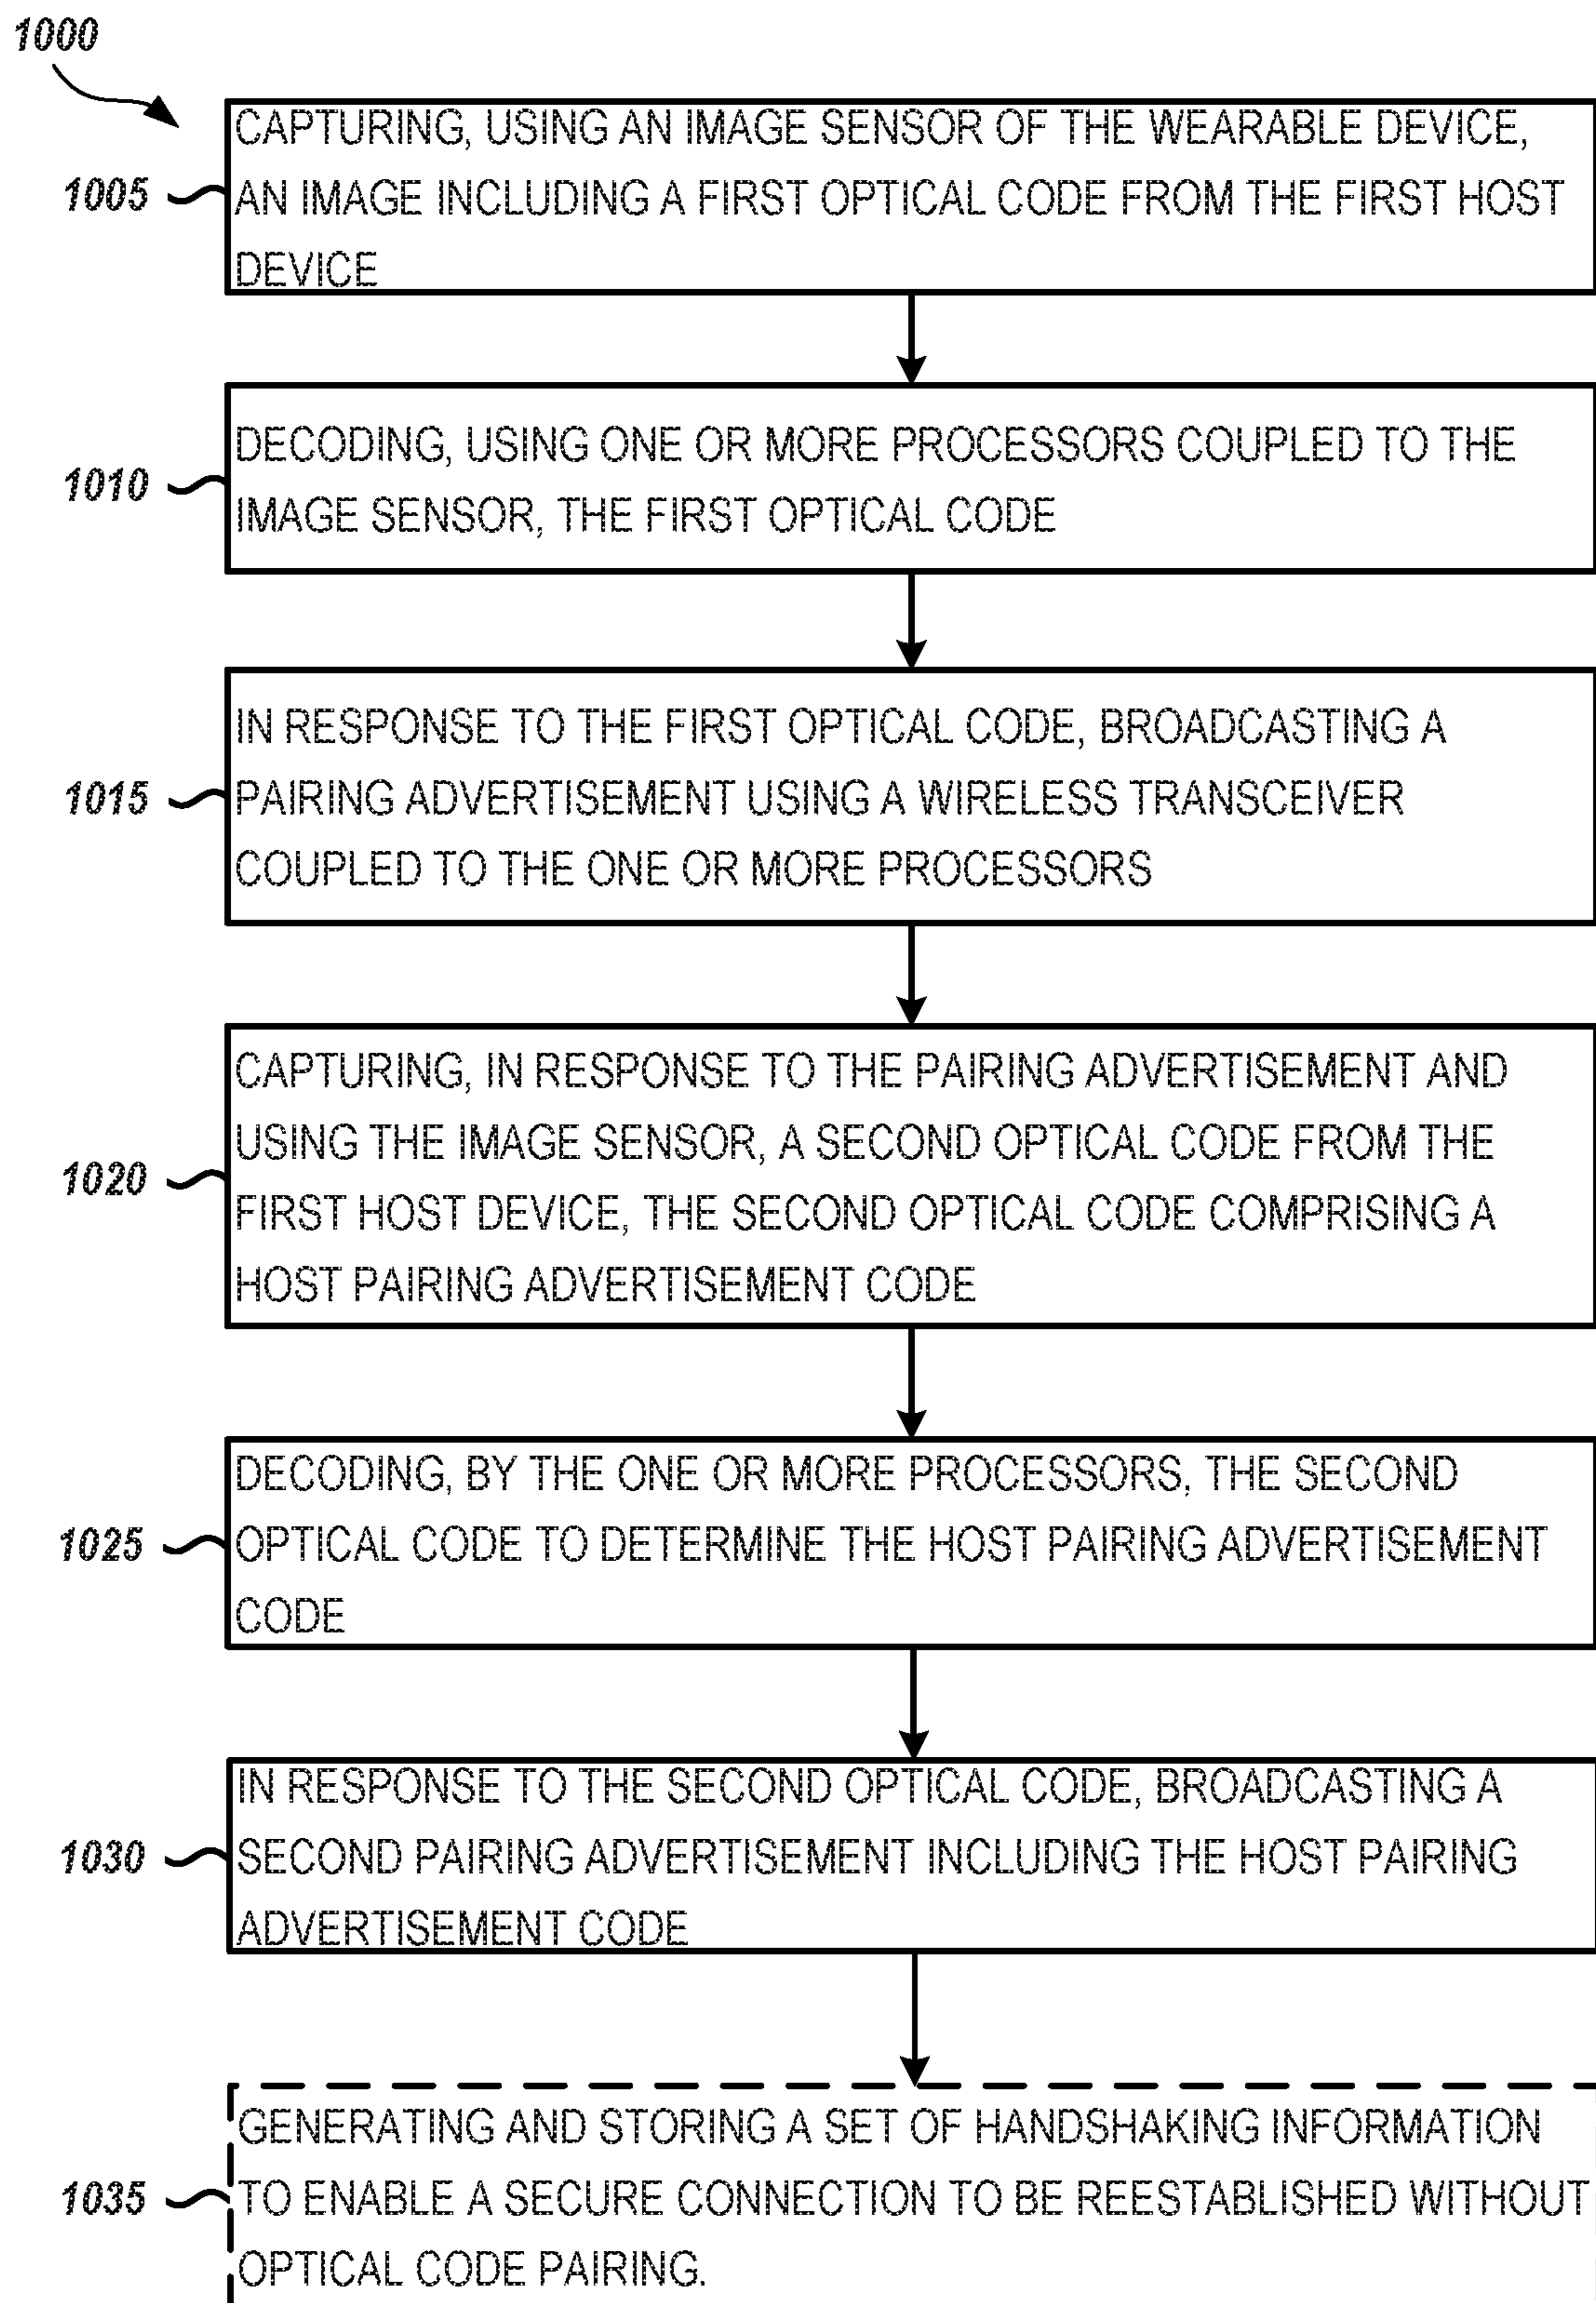 1000
CAPTURING, USING AN IMAGE SENSOR OF THE WEARABLE DEVICE,
1005 AN IMAGE INCLUDING A FIRST OPTICAL CODE FROM THE FIRST HOST
DEVICE
DECODING, USING ONE OR MORE PROCESSORS COUPLED TO THE
1010
IMAGE SENSOR, THE FIRST OPTICAL CODE
IN RESPONSE TO THE FIRST OPTICAL CODE, BROADCASTING A
1015 PAIRING ADVERTISEMENT USING A WIRELESS TRANSCEIVER
COUPLED TO THE ONE OR MORE PROCESSORS
CAPTURING, IN RESPONSE TO THE PAIRING ADVERTISEMENT AND
USING THE IMAGE SENSOR, A SECOND OPTICAL CODE FROM THE
1020
FIRST HOST DEVICE, THE SECOND OPTICAL CODE COMPRISING A
HOST PAIRING ADVERTISEMENT CODE
DECODING, BY THE ONE OR MORE PROCESSORS, THE SECOND
1025 OPTICAL CODE TO DETERMINE THE HOST PAIRING ADVERTISEMENT
CODE
IN RESPONSE TO THE SECOND OPTICAL CODE, BROADCASTING A
1030 SECOND PAIRING ADVERTISEMENT INCLUDING THE HOST PAIRING
ADVERTISEMENT CODE
GENERATING AND STORING A SET OF HANDSHAKING INFORMATION
1035 TO ENABLE A SECURE CONNECTION TO BE REESTABLISHED WITHOUT
OPTICAL CODE PAIRING.